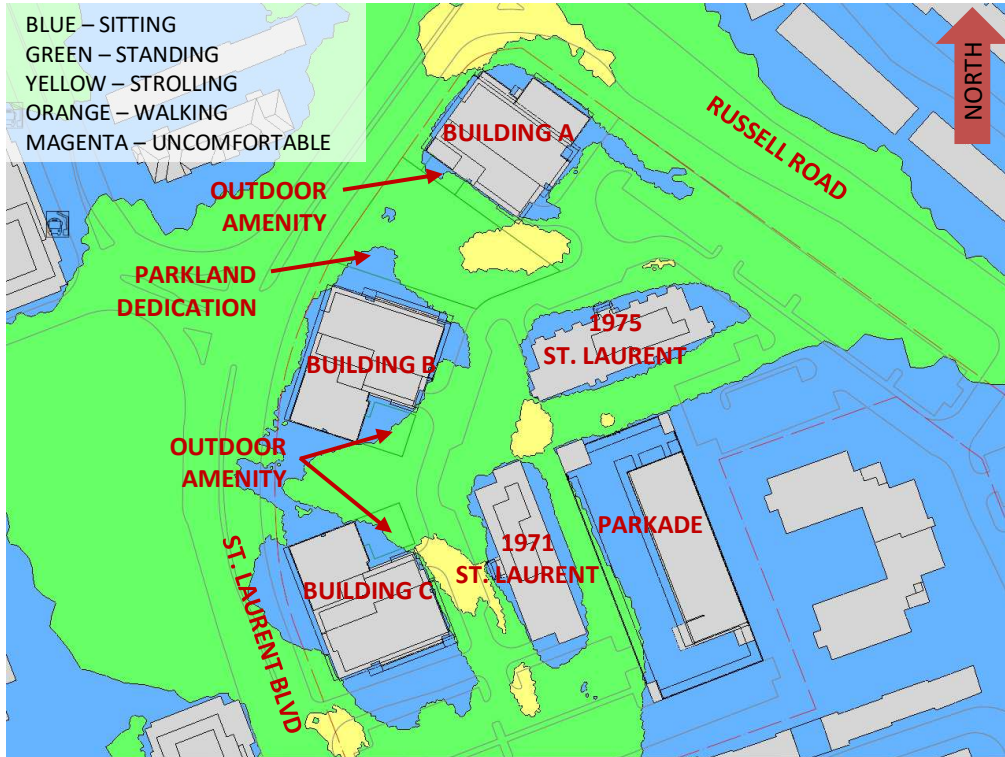 BLUE – SITTING
GREEN – STANDING
YELLOW – STROLLING
ORANGE – WALKING
MAGENTA – UNCOMFORTABLE
NORTH
RUSSELL ROAD
BUILDING A
OUTDOOR
AMENITY
PARKLAND
DEDICATION
1975
ST. LAURENT
BUILDING B
OUTDOOR
AMENITY
PARKADE
1971
ST. LAURENT
BUILDING C
ST. LAURENT BLVD